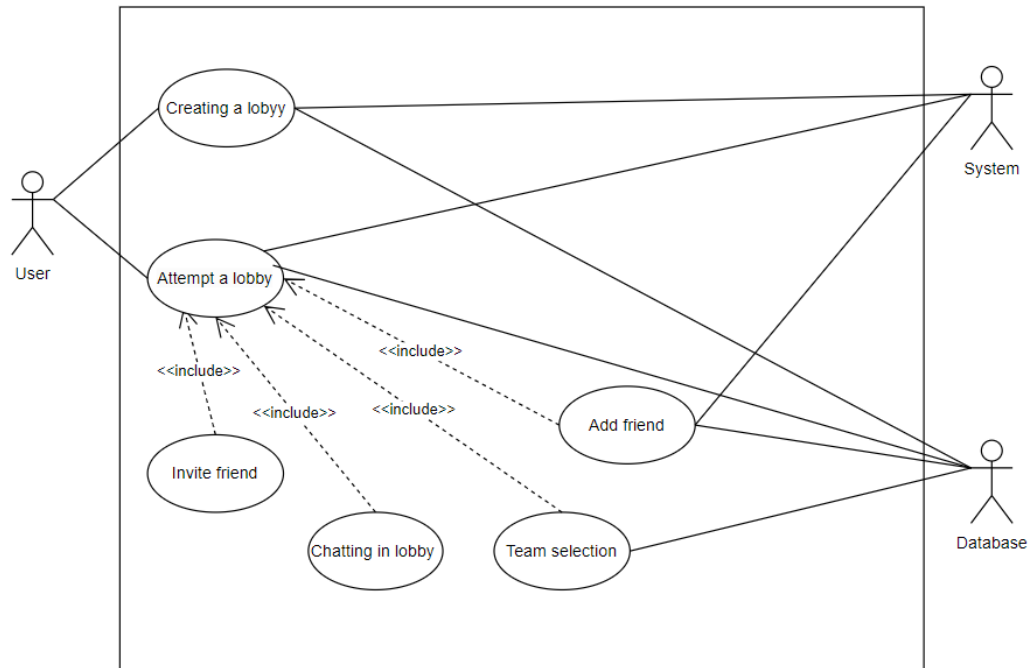 Creating a lobyy
System
User
Attempt a lobby
<<include>>
<<include>>
<<include>>
<<include>>
Add friend
Invite friend
Chatting in lobby
Team selection
Database